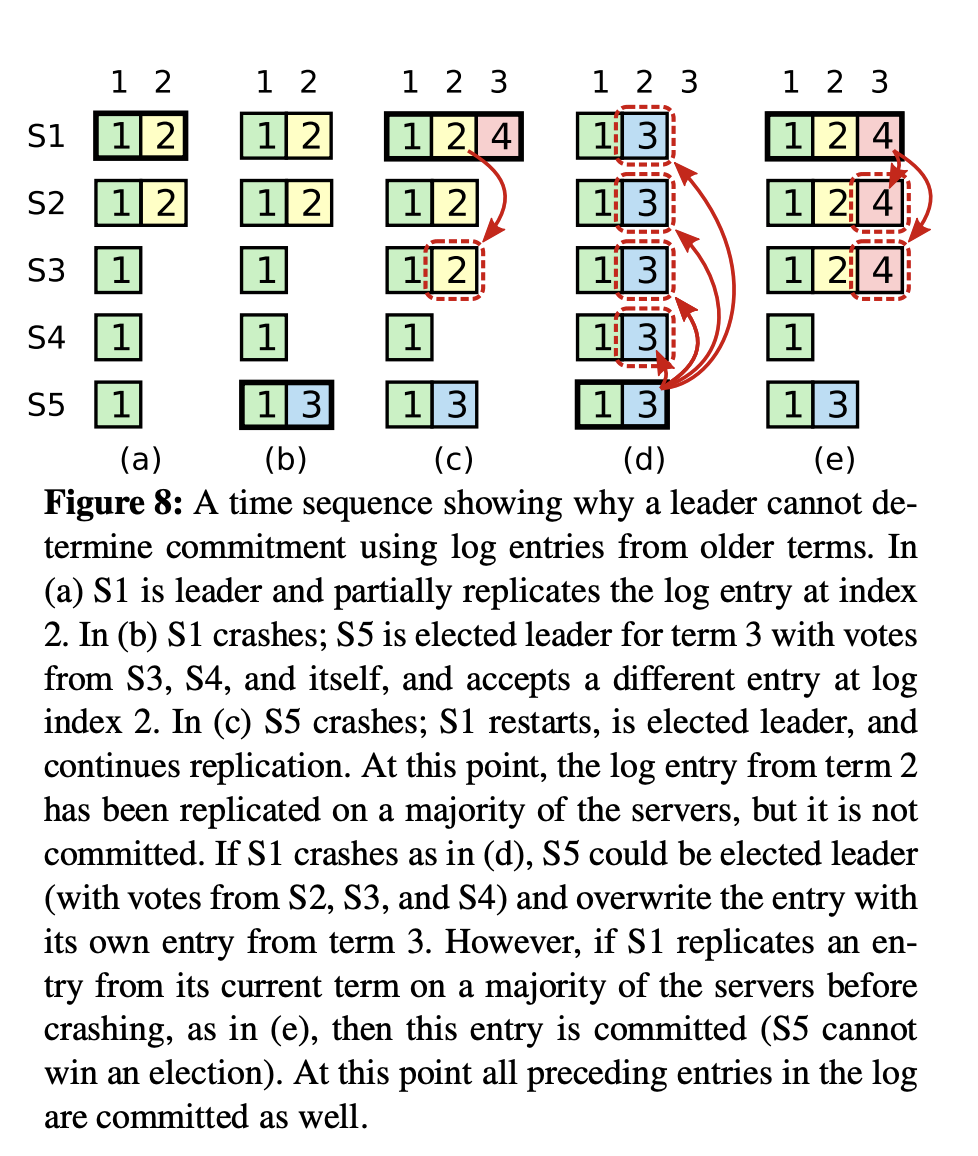 1 2 1 2 1 2 3 1 2 3 1 2 3
S1 1 2 1 2 1 2 4 1 3 1 2 4
S2 1 2 1 2 1 2 1 3 1 2 4
S3 1 1 1 2 1 3 1 2 4
S4 1 1 1 1 3 1
S5 1 1 3 1 3 1 3 1 3
(a) (b) (c) (d) (e)
Figure 8: A time sequence showing why a leader cannot de-
termine commitment using log entries from older terms. In
(a) S1 is leader and partially replicates the log entry at index
2. In (b) S1 crashes; S5 is elected leader for term 3 with votes
from S3, S4, and itself, and accepts a different entry at log
index 2. In (c) S5 crashes; S1 restarts, is elected leader, and
continues replication. At this point, the log entry from term 2
has been replicated on a majority of the servers, but it is not
committed. If S1 crashes as in (d), S5 could be elected leader
(with votes from S2, S3, and S4) and overwrite the entry with
its own entry from term 3. However, if S1 replicates an en-
try from its current term on a majority of the servers before
crashing, as in (e), then this entry is committed (S5 cannot
win an election). At this point all preceding entries in the log
are committed as well.